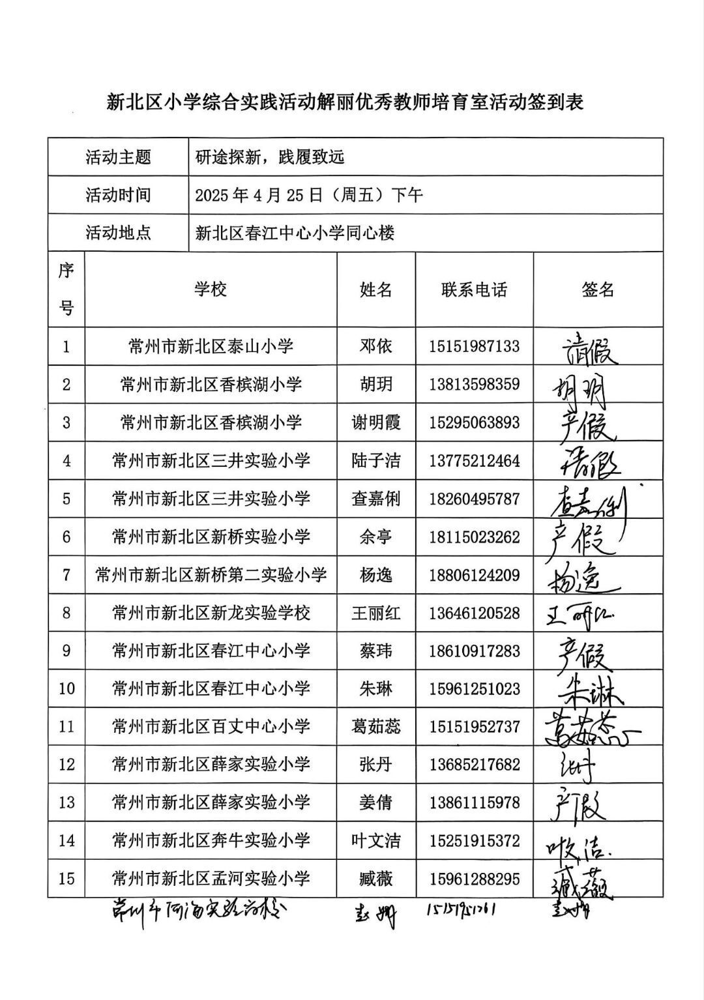 新北区小学综合实践活动解丽优秀教师培育室活动签到表
活动主题 研途探新，践履致远
活动时间 2025年4月25日（周五）下午
活动地点 新北区春江中心小学同心楼
序号 学校 姓名 联系电话 签名
1 常州市新北区泰山小学 邓依 15151987133 请假
2 常州市新北区香槟湖小学 胡玥 13813598359 胡玥
3 常州市新北区香槟湖小学 谢明霞 15295063893 产假
4 常州市新北区三井实验小学 陆子洁 13775212464 请假
5 常州市新北区三井实验小学 查嘉俐 18260495787 查嘉俐
6 常州市新北区新桥实验小学 余亭 18115023262 产假
7 常州市新北区新桥第二实验小学 杨逸 18806124209 杨逸
8 常州市新北区新龙实验学校 王丽红 13646120528 王丽红
9 常州市新北区春江中心小学 蔡玮 18610917283 产假
10 常州市新北区春江中心小学 朱琳 15961251023 朱琳
11 常州市新北区百丈中心小学 葛茹蕊 15151952737 葛茹蕊
12 常州市新北区薛家实验小学 张丹 13685217682 张丹
13 常州市新北区薛家实验小学 姜倩 13861115978 产假
14 常州市新北区奔牛实验小学 叶文洁 15251915372 叶文洁
15 常州市新北区孟河实验小学 臧薇 15961288295 臧薇
常州市河海实验学校 赵娜 15151951261 赵娜